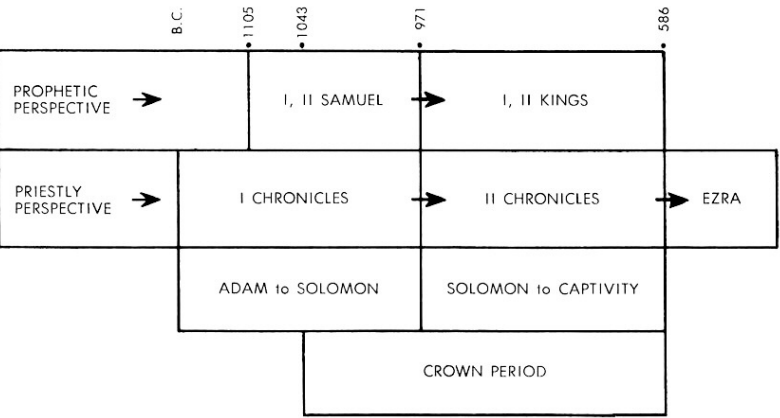 B.C.
1105
1043
971
586
PROPHETIC
PERSPECTIVE
I, II SAMUEL
I, II KINGS
PRIESTLY
PERSPECTIVE
I CHRONICLES
II CHRONICLES
EZRA
ADAM to SOLOMON
SOLOMON to CAPTIVITY
CROWN PERIOD